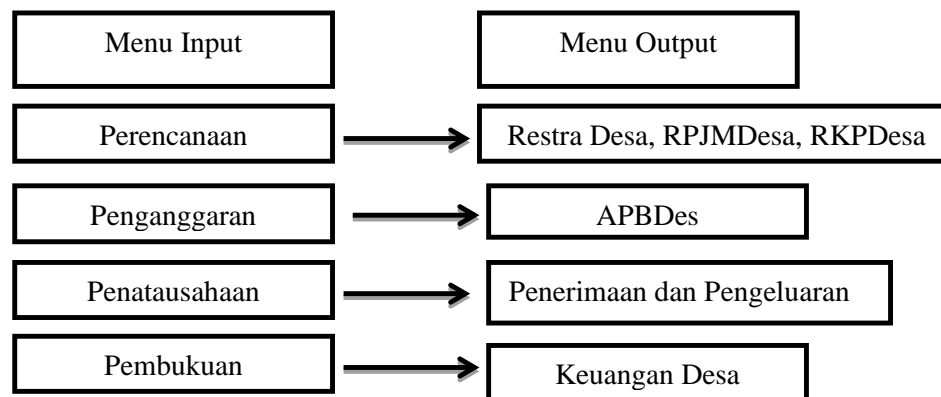 Menu Input
Menu Output
Perencanaan
Restra Desa, RPJMDesa, RKPDesa
Penganggaran
APBDes
Penatausahaan
Penerimaan dan Pengeluaran
Pembukuan
Keuangan Desa